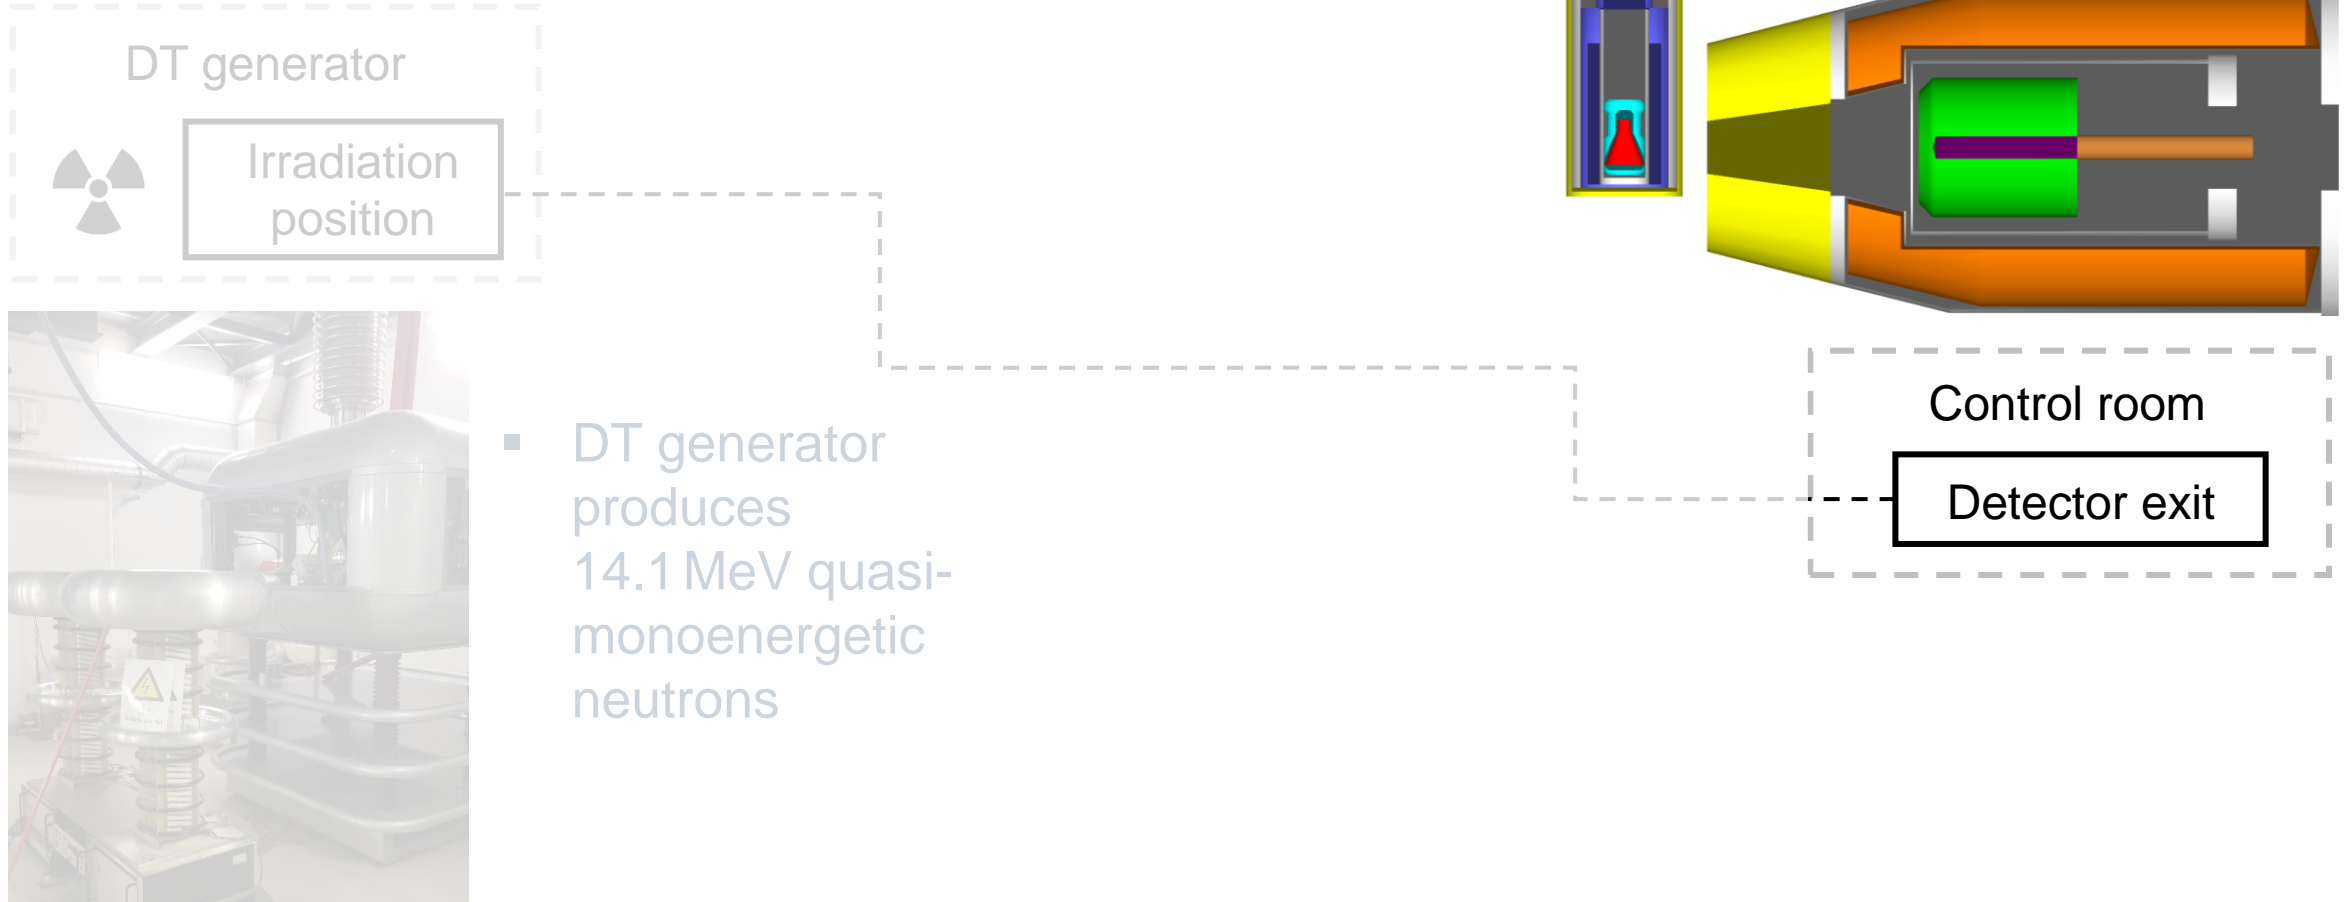 DT generator
Irradiation
position
Control room
Detector exit
▪ DT generator
produces
14.1 MeV quasi-
monoenergetic
neutrons